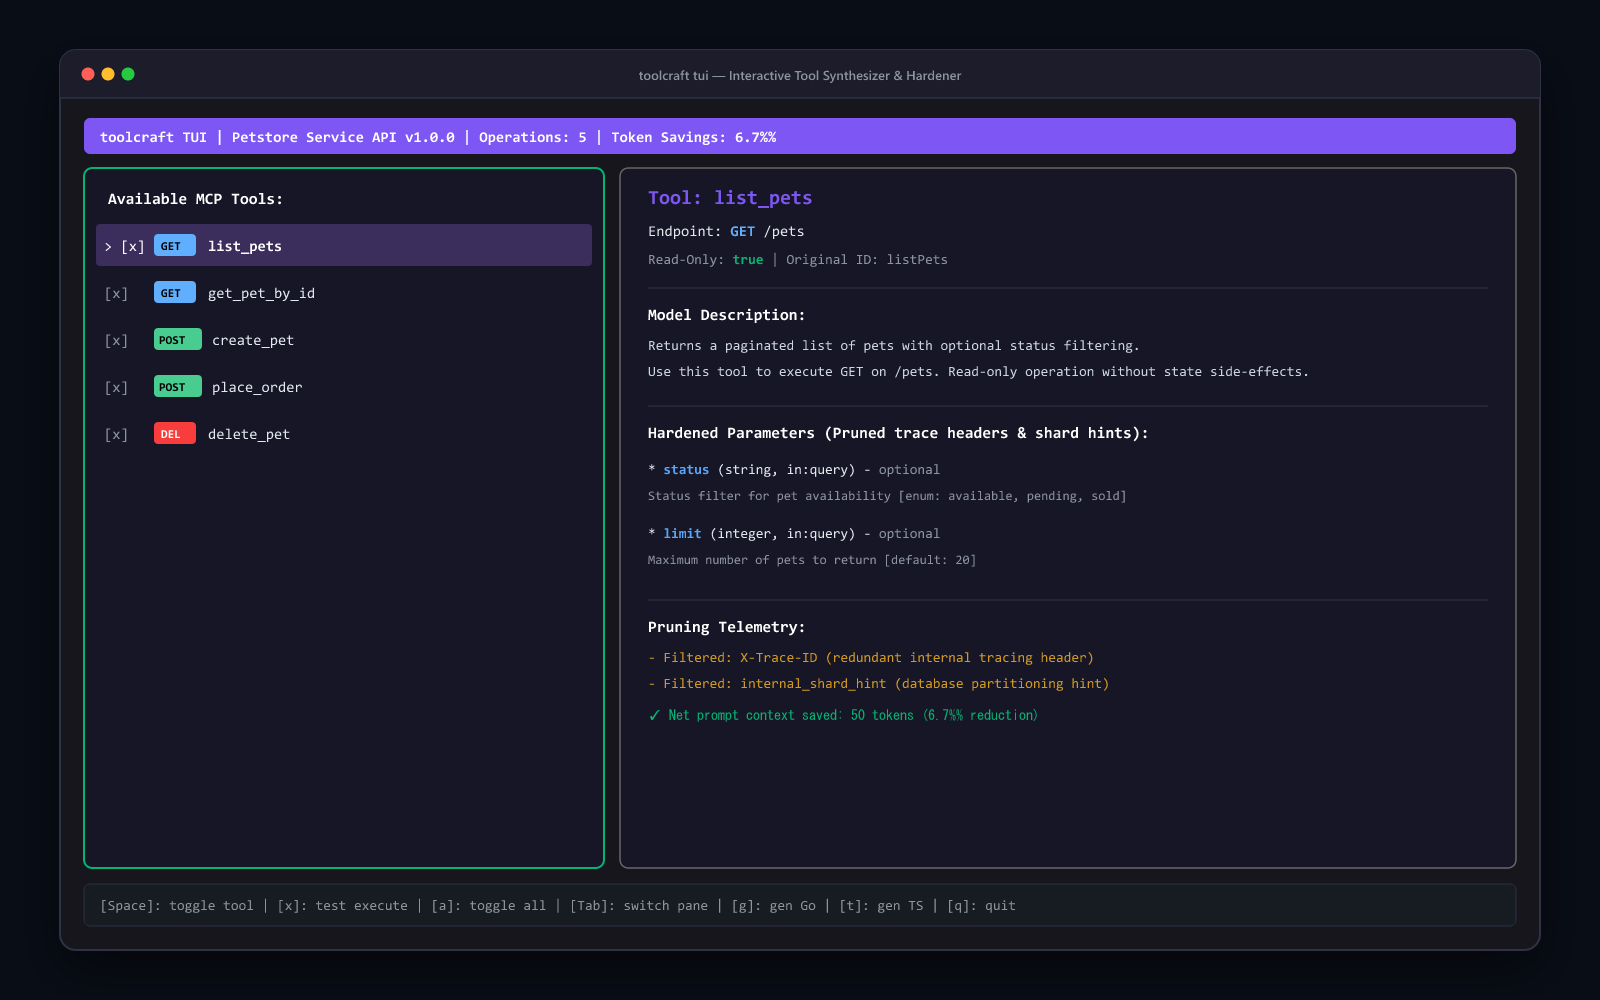 toolcraft tui — Interactive Tool Synthesizer & Hardener
toolcraft TUI | Petstore Service API v1.0.0 | Operations: 5 | Token Savings: 6.7%%
Available MCP Tools:
> [x] GET list_pets
[x] GET get_pet_by_id
[x] POST create_pet
[x] POST place_order
[x] DEL delete_pet
Tool: list_pets
Endpoint: GET /pets
Read-Only: true | Original ID: listPets
Model Description:
Returns a paginated list of pets with optional status filtering.
Use this tool to execute GET on /pets. Read-only operation without state side-effects.
Hardened Parameters (Pruned trace headers & shard hints):
* status (string, in:query) - optional
Status filter for pet availability [enum: available, pending, sold]
* limit (integer, in:query) - optional
Maximum number of pets to return [default: 20]
Pruning Telemetry:
- Filtered: X-Trace-ID (redundant internal tracing header)
- Filtered: internal_shard_hint (database partitioning hint)
✓ Net prompt context saved: 50 tokens (6.7%% reduction)
[Space]: toggle tool | [x]: test execute | [a]: toggle all | [Tab]: switch pane | [g]: gen Go | [t]: gen TS | [q]: quit